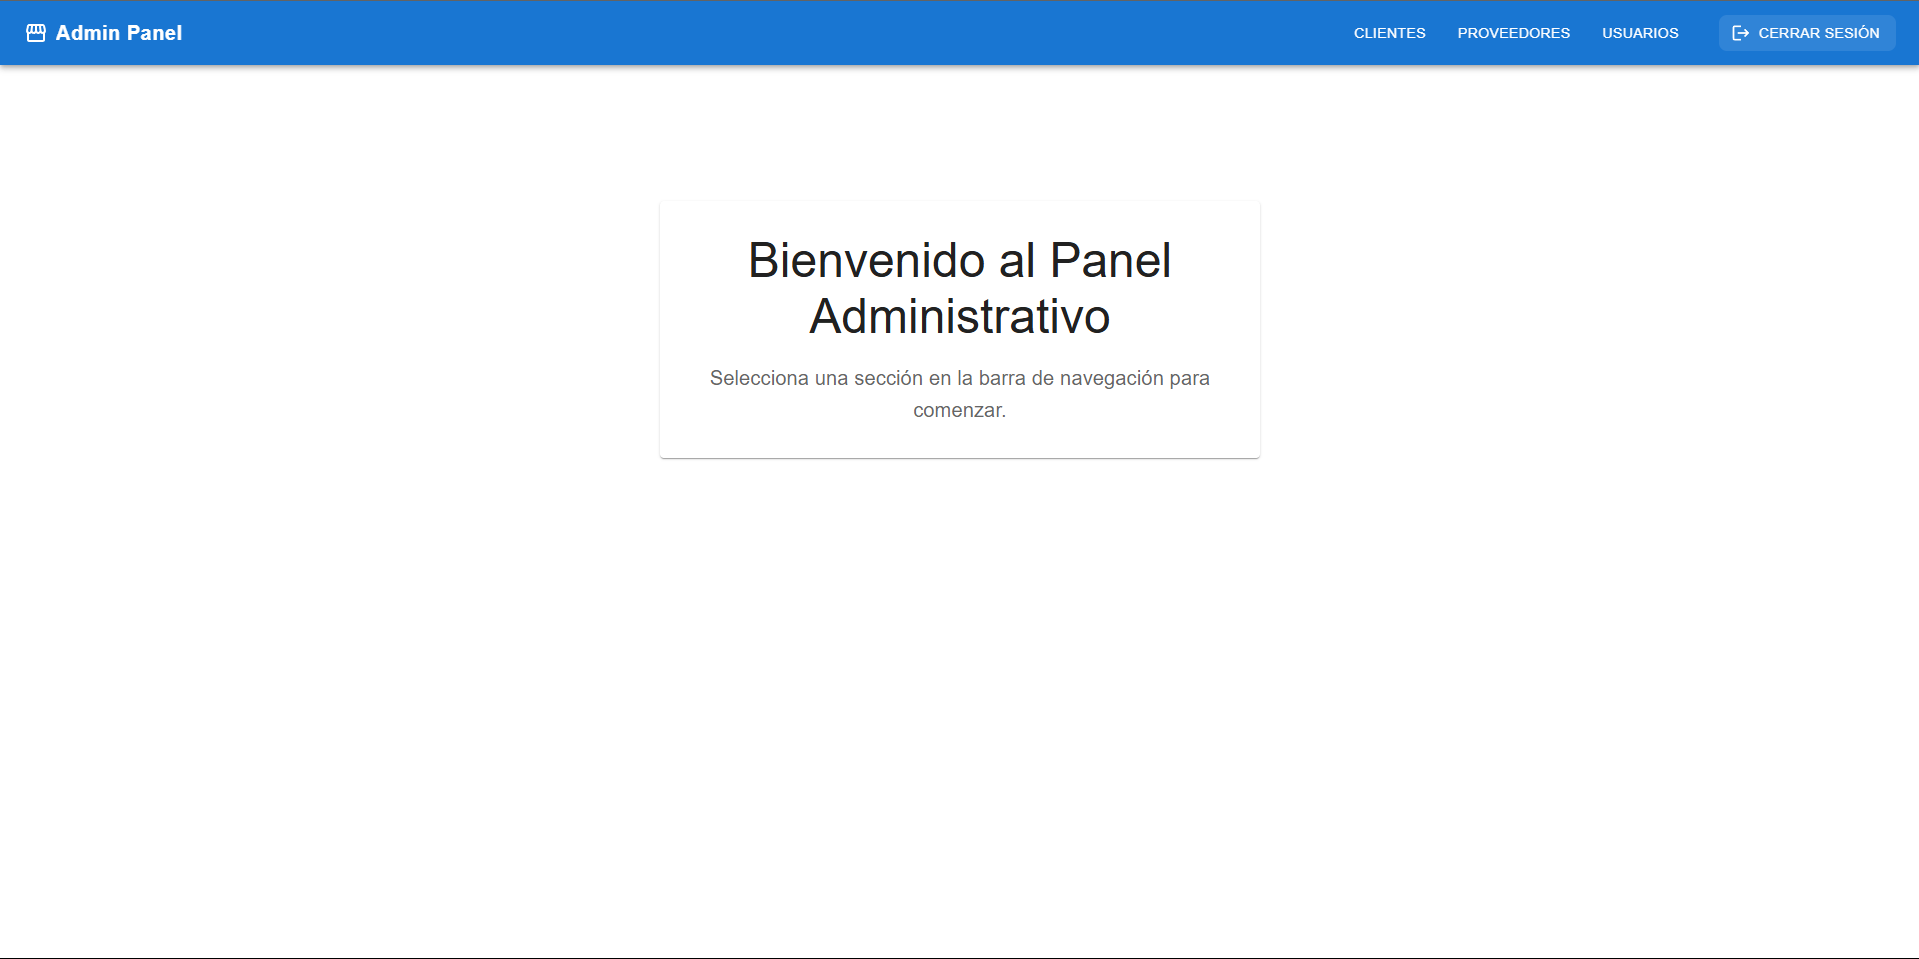 Admin Panel
CLIENTES
PROVEEDORES
USUARIOS
CERRAR SESIÓN
Bienvenido al Panel
Administrativo
Selecciona una sección en la barra de navegación para
comenzar.